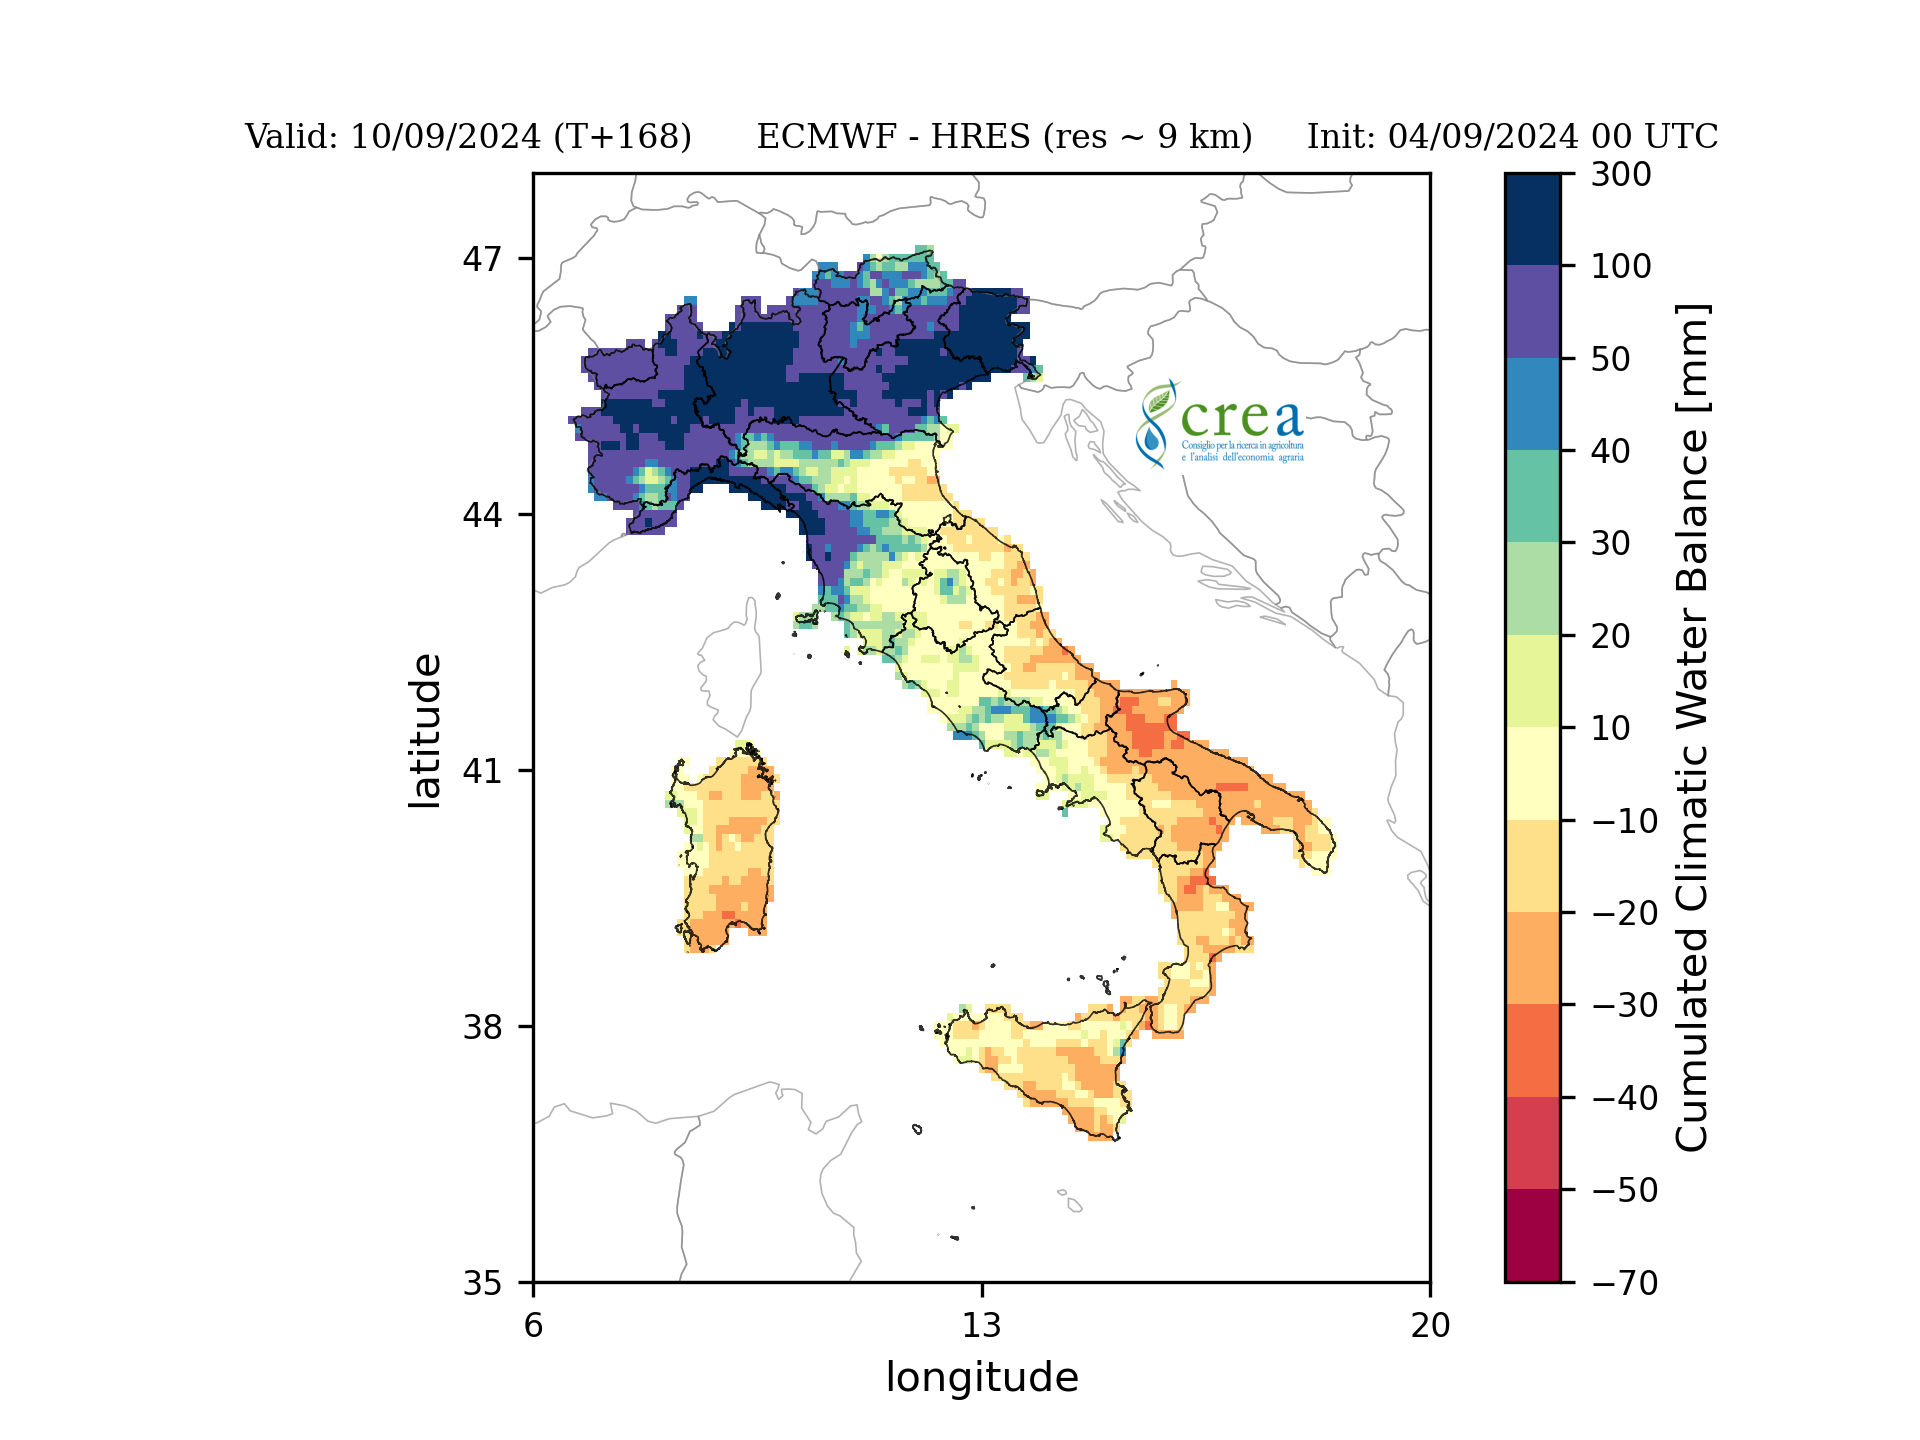 Valid: 10/09/2024 (T+168) ECMWF - HRES (res ~ 9 km) Init: 04/09/2024 00 UTC
300
47
100
50
crea
Consiglio per la ricerca in agricoltura
e l'analisi dell'economia agraria
40
44
30
20
10
latitude
41
−10
−20
−30
38
−40
−50
35
−70
Cumulated Climatic Water Balance [mm]
6 13 20
longitude